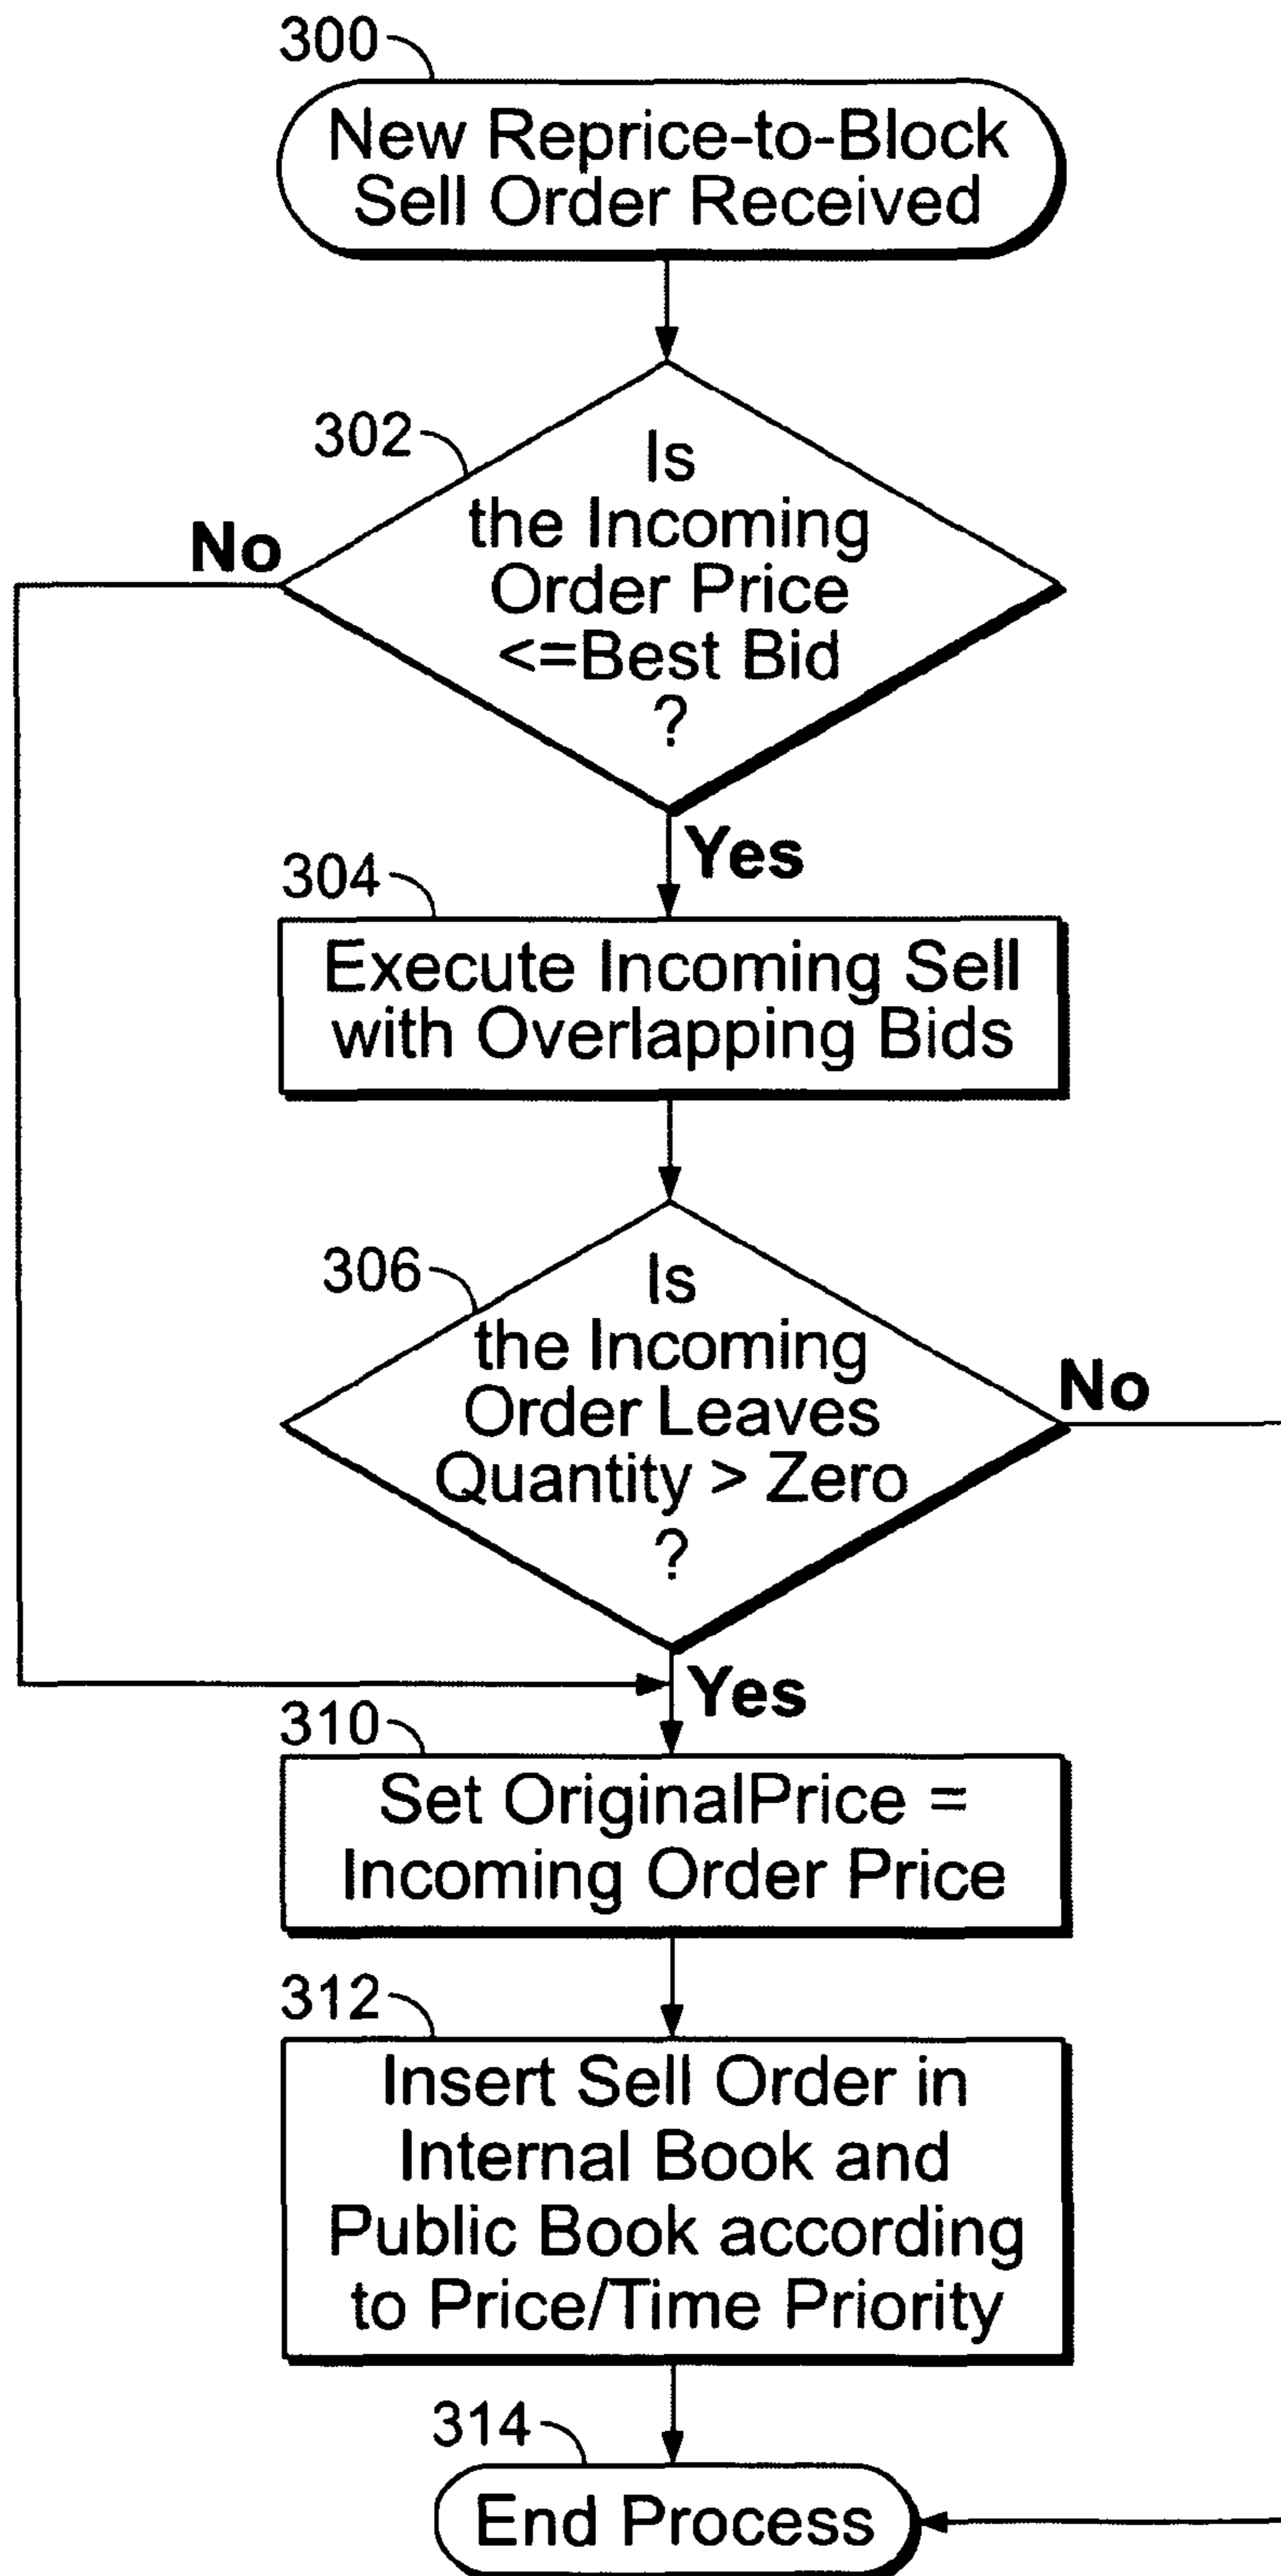 300
New Reprice-to-Block
Sell Order Received
302
Is
the Incoming
Order Price
<=Best Bid
?
No
Yes
304
Execute Incoming Sell
with Overlapping Bids
306
Is
the Incoming
Order Leaves
Quantity > Zero
?
No
Yes
310
Set OriginalPrice =
Incoming Order Price
312
Insert Sell Order in
Internal Book and
Public Book according
to Price/Time Priority
314
End Process